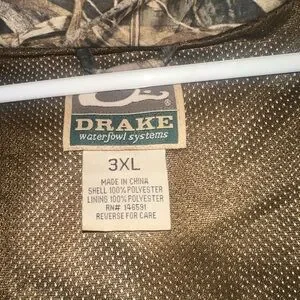 ®
DRAKE
waterfowl systems
3XL
MADE IN CHINA
SHELL 100% POLYESTER
LINING 100% POLYESTER
RN# 146591
REVERSE FOR CARE